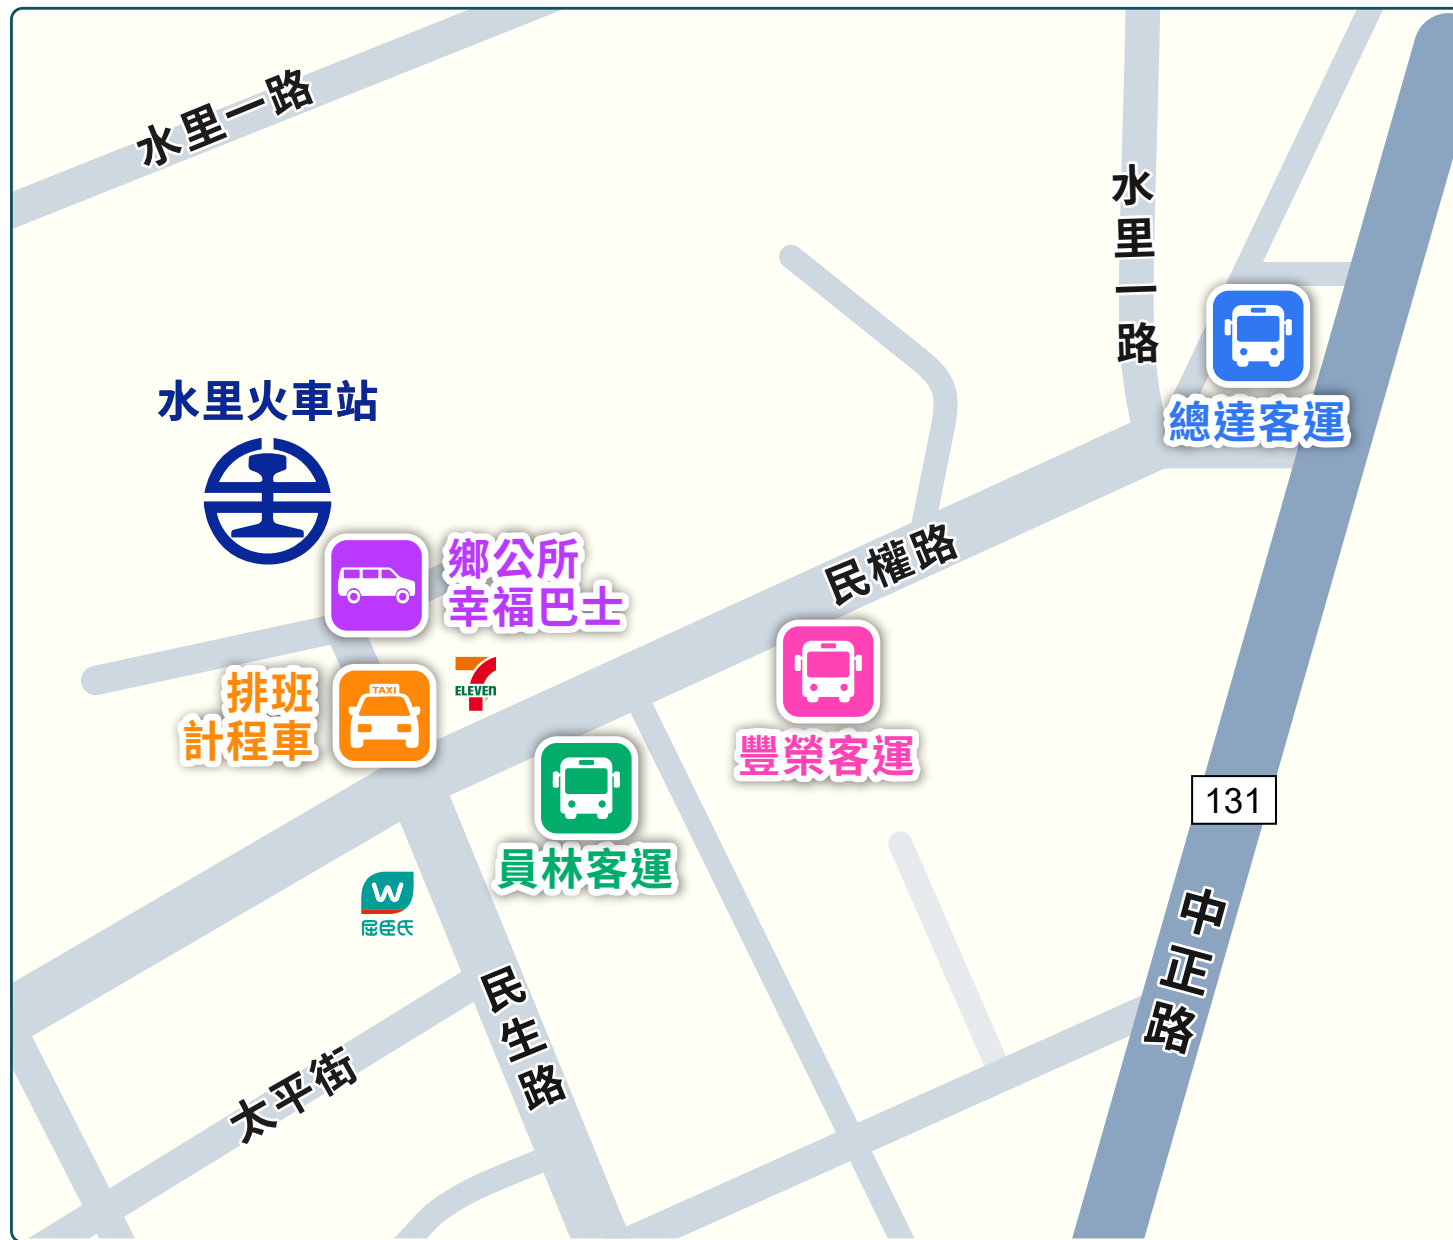 水里一路
水里一路
水里火車站
總達客運
鄉公所
幸福巴士
民權路
排班
計程車
TAXI
7
ELEVEN
豐榮客運
員林客運
131
W
屈臣氏
中正路
民生路
太平街